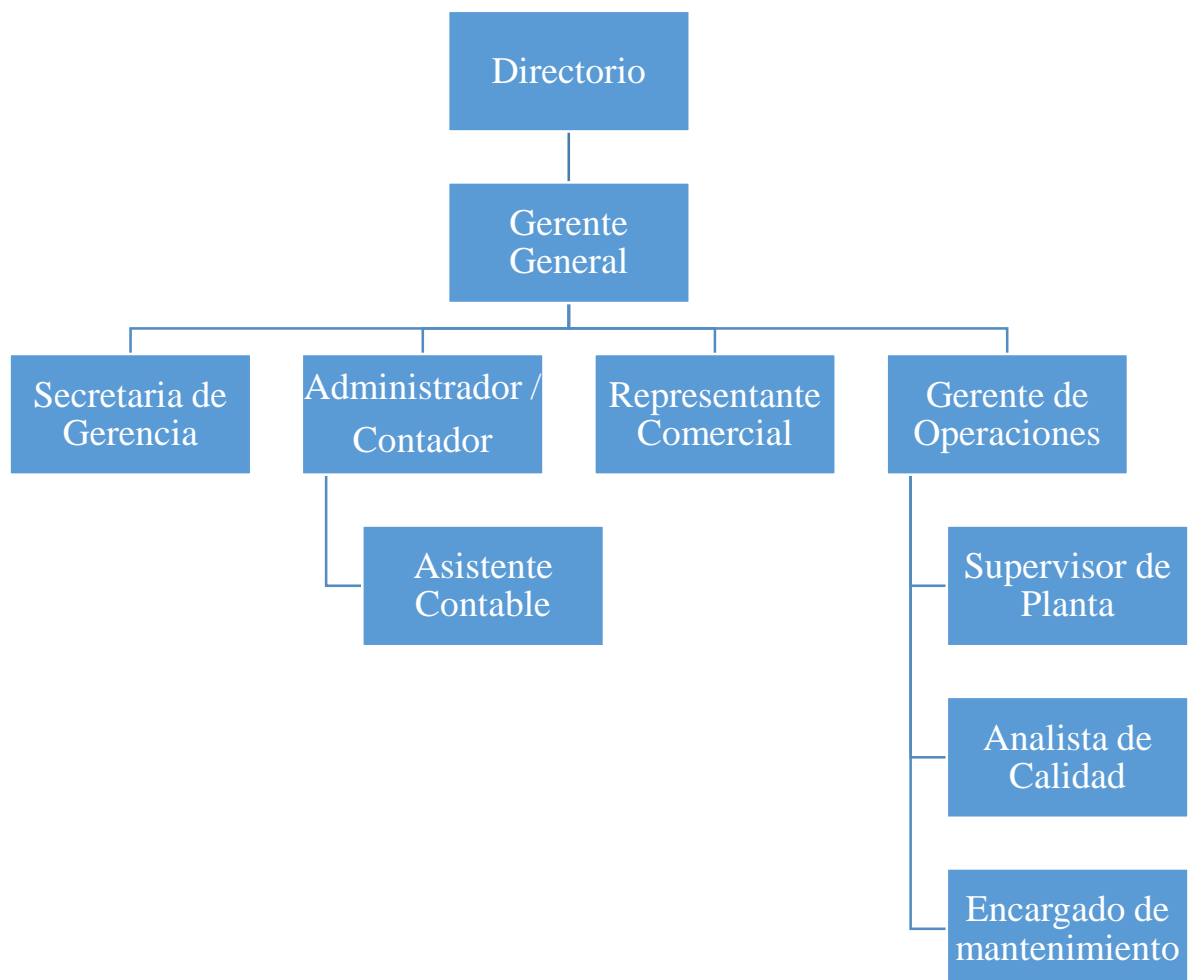 Directorio
Gerente
General
Secretaria de
Gerencia
Administrador /
Contador
Representante
Comercial
Gerente de
Operaciones
Asistente
Contable
Supervisor de
Planta
Analista de
Calidad
Encargado de
mantenimiento